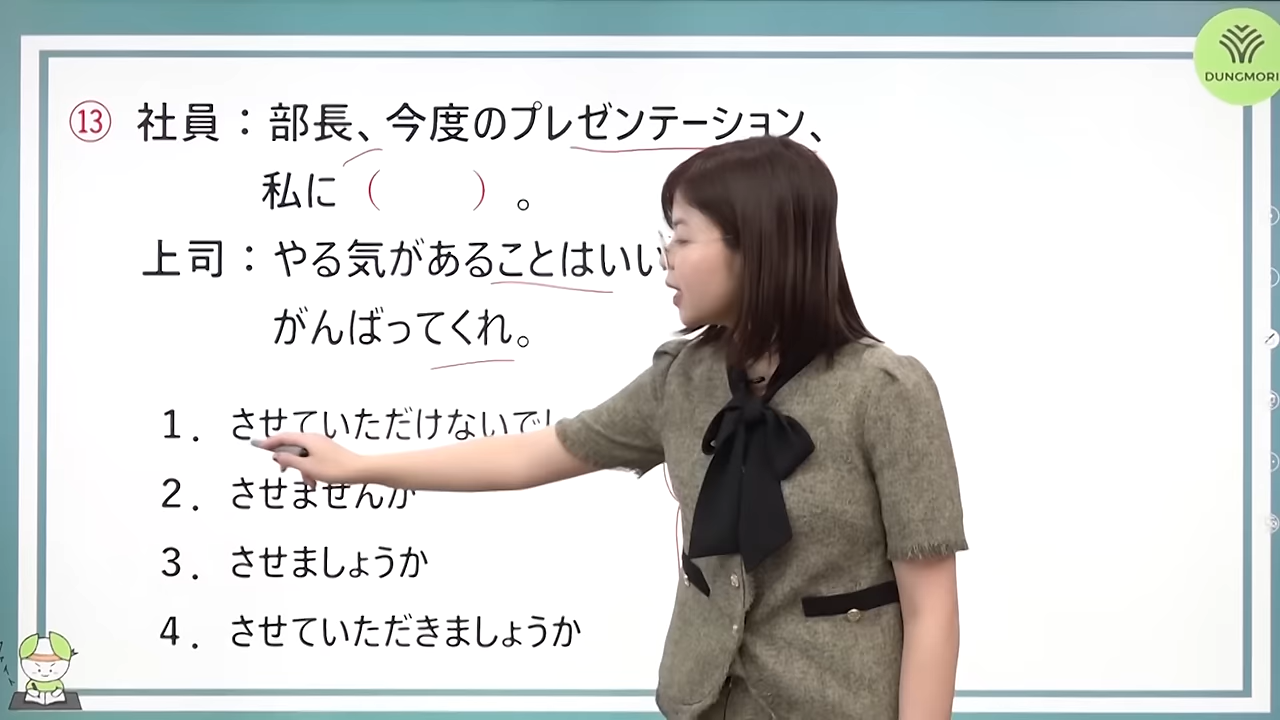 DUNGMORI
⑬ 社員：部長、今度のプレゼンテーション、
私に（　　）。
上司：やる気があることはいい
がんばってくれ。
1．させていただけないでし
2．させませんか
3．させましょうか
4．させていただきましょうか